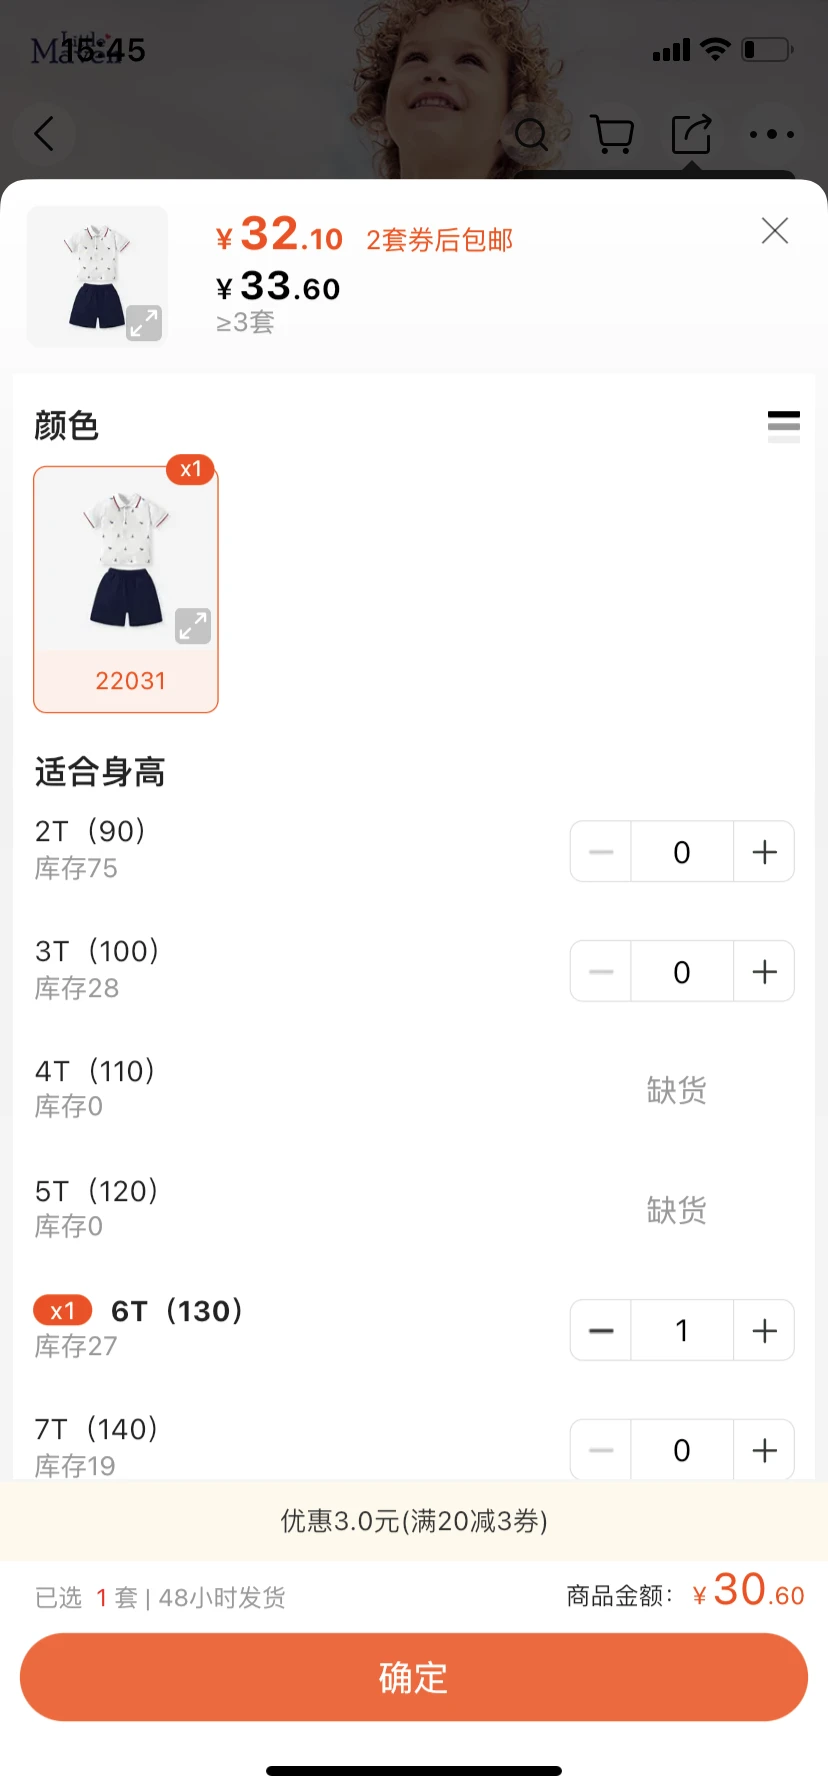 Little
Maven
15:45
¥32.10 2套券后包邮
¥33.60
≥3套
颜色
x1
22031
适合身高
2T（90）
库存75
0
3T（100）
库存28
0
4T（110）
库存0
缺货
5T（120）
库存0
缺货
x1 6T（130）
库存27
1
7T（140）
库存19
0
优惠3.0元(满20减3券)
已选 1 套 | 48小时发货
商品金额：¥30.60
确定